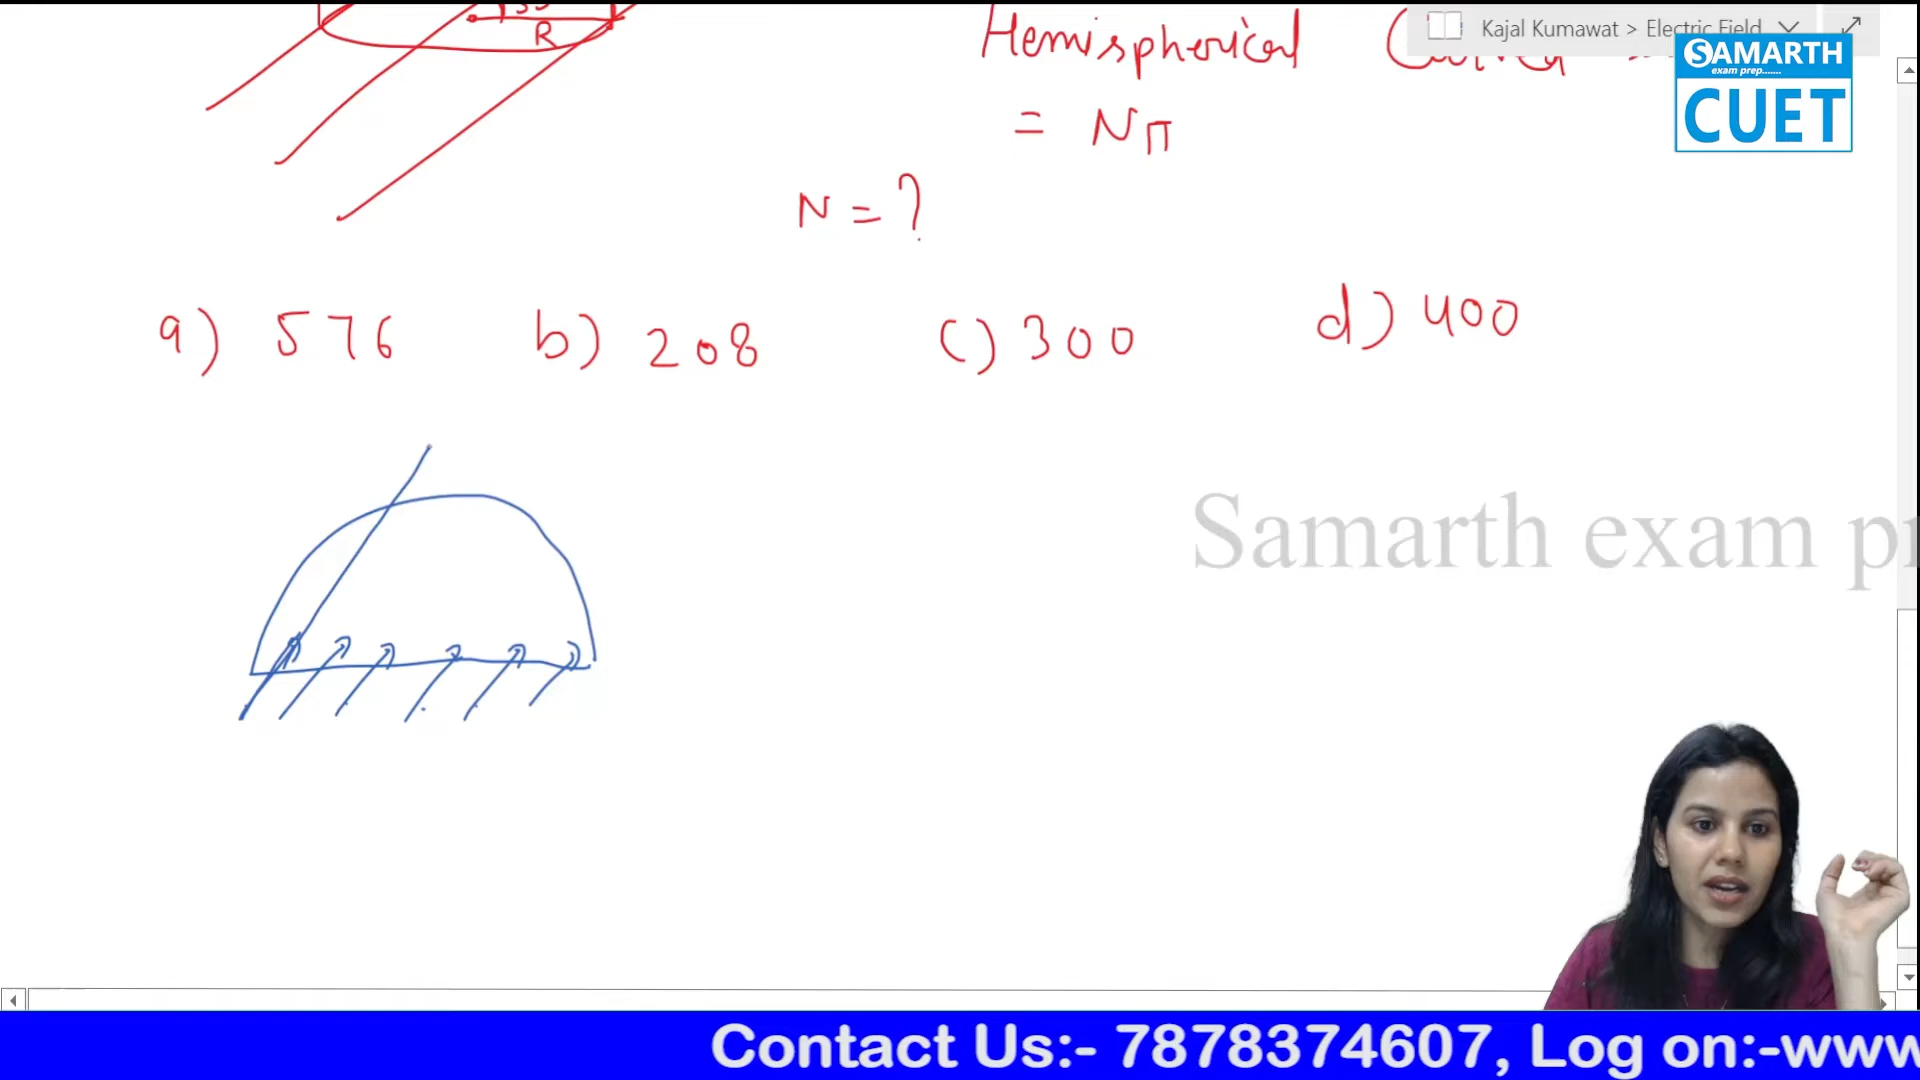 Kajal Kumawat > Electric Field
SAMARTH
exam prep.......
CUET
R
Hemispherical
= Nπ
N = ?
a) 576 b) 208 c) 300 d) 400
Samarth exam pr
Contact Us:- 7878374607, Log on:-www